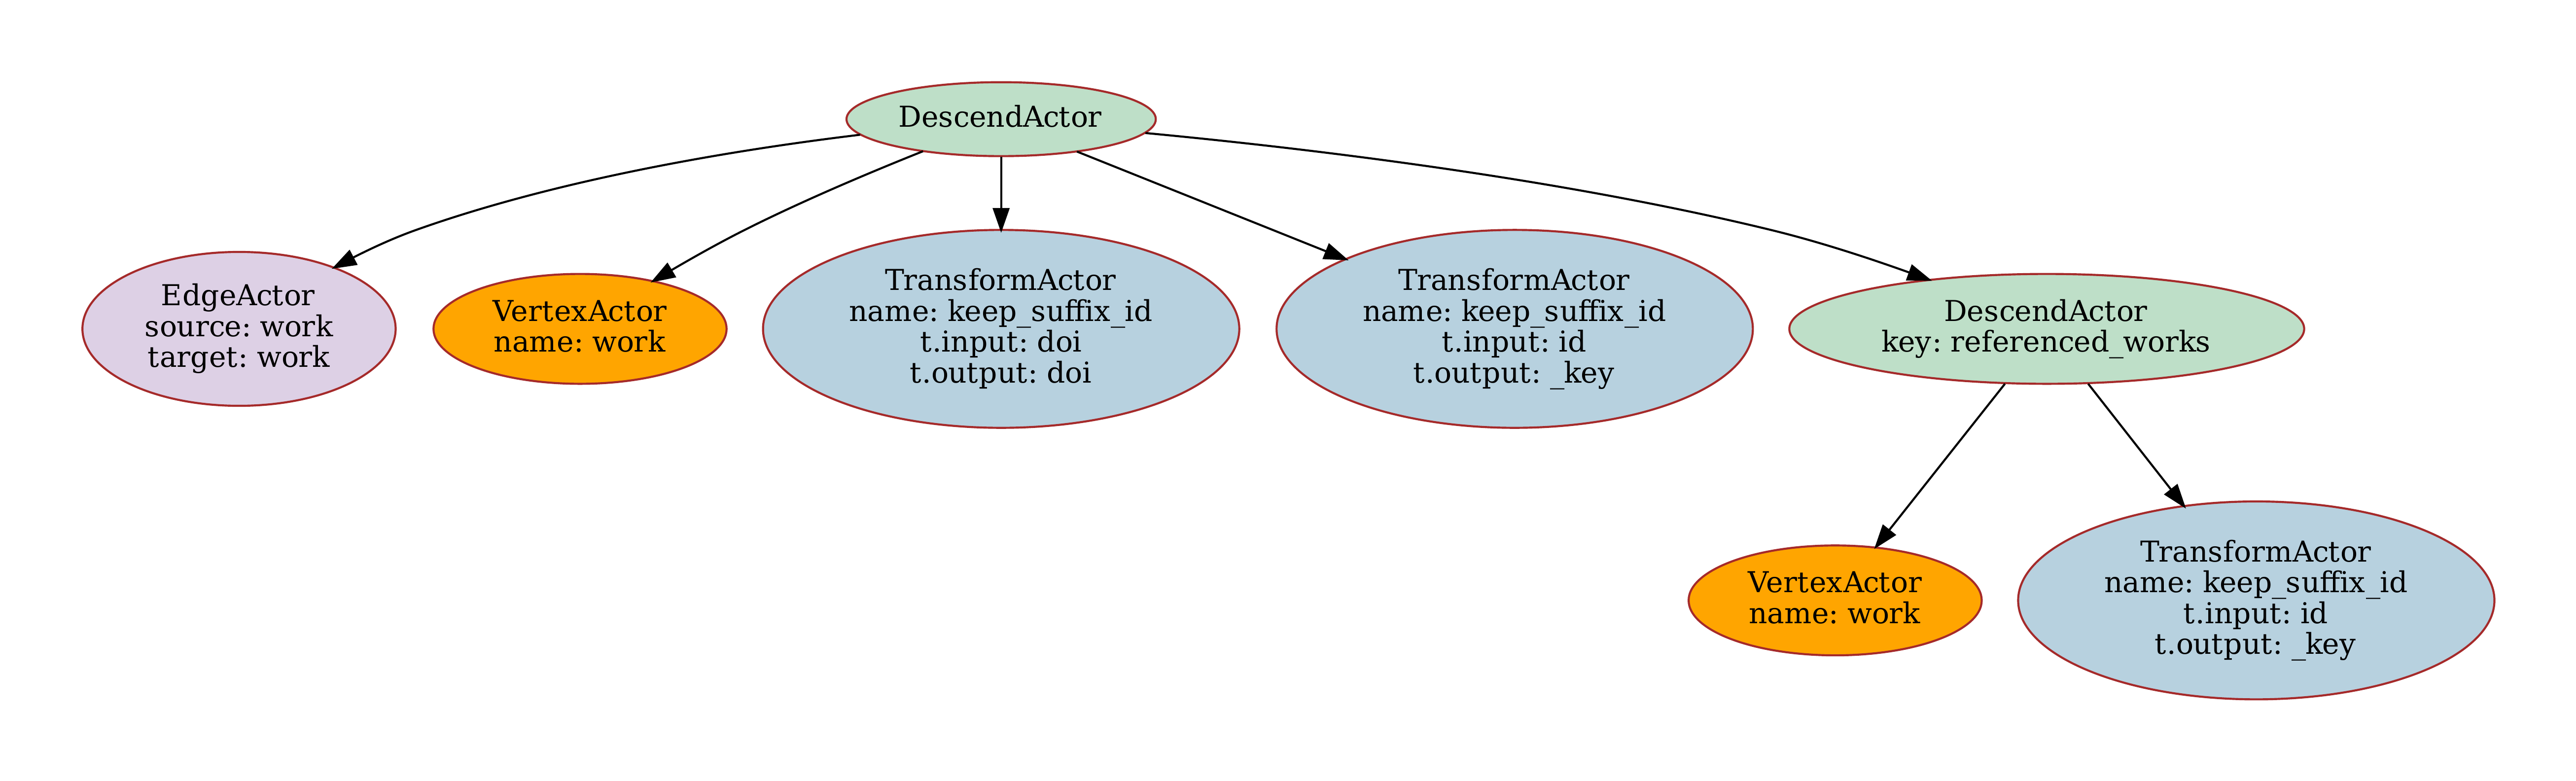 DescendActor
EdgeActor
source: work
target: work
VertexActor
name: work
TransformActor
name: keep_suffix_id
t.input: doi
t.output: doi
TransformActor
name: keep_suffix_id
t.input: id
t.output: _key
DescendActor
key: referenced_works
VertexActor
name: work
TransformActor
name: keep_suffix_id
t.input: id
t.output: _key